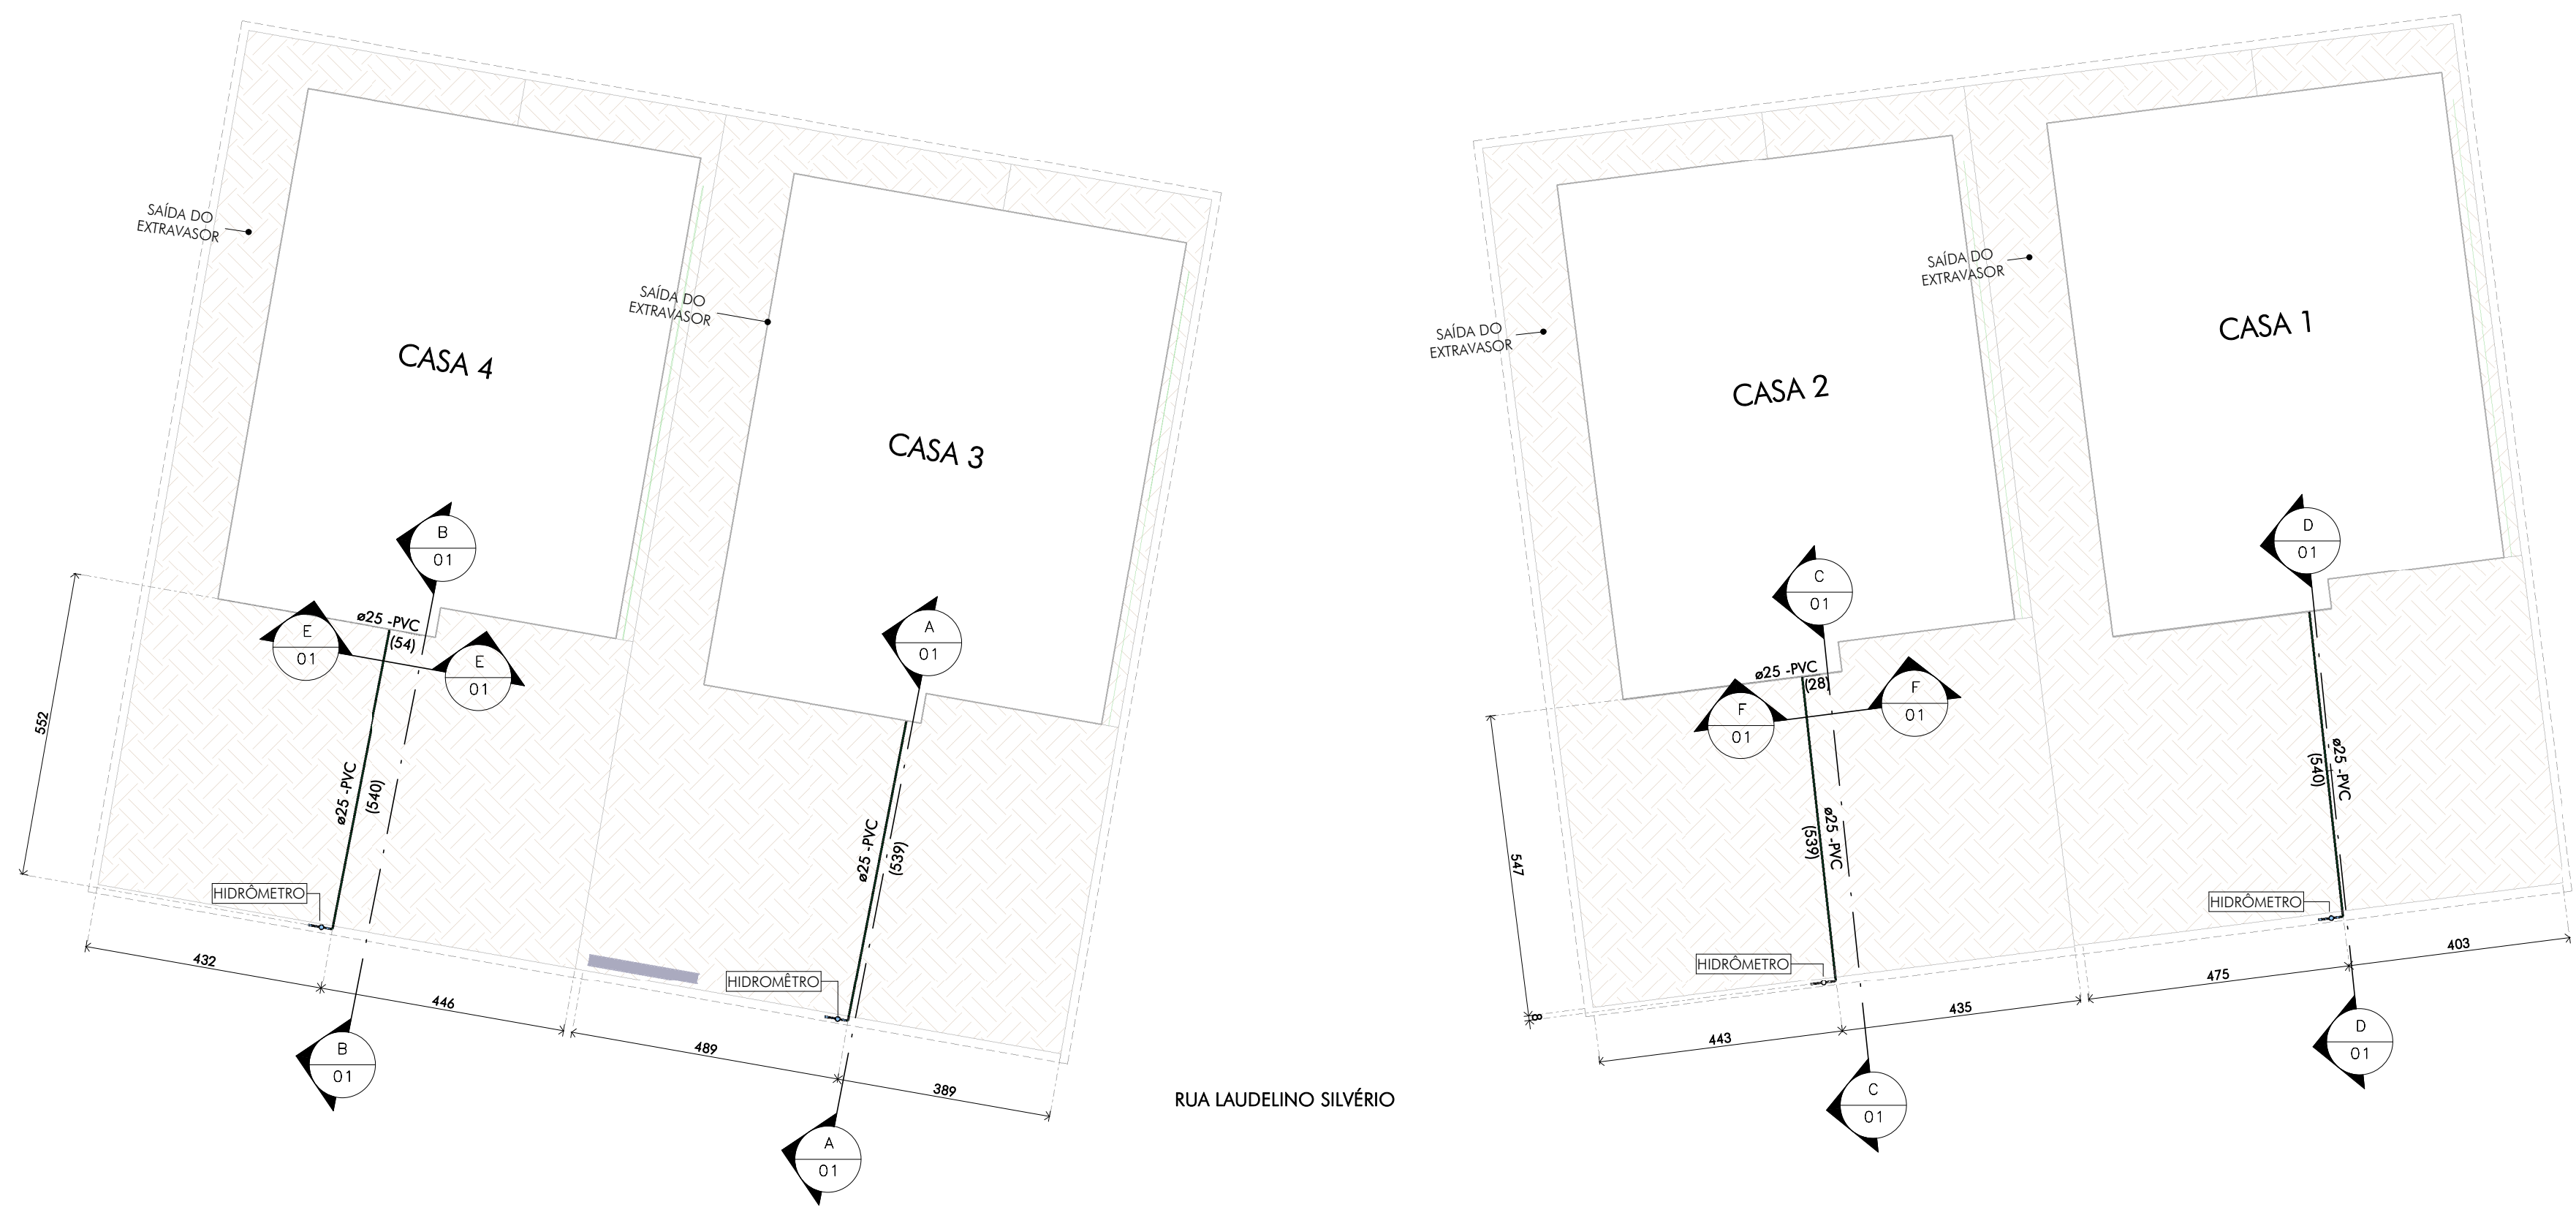 SAÍDA DO
EXTRAVASOR
CASA 4
SAÍDA DO
EXTRAVASOR
CASA 3
B
01
E
01
ø25 -PVC
(54)
E
01
A
01
552
ø25 -PVC
(540)
ø25 -PVC
(539)
HIDRÔMETRO
HIDROMÊTRO
432
446
489
389
B
01
A
01
RUA LAUDELINO SILVÉRIO
SAÍDA DO
EXTRAVASOR
CASA 2
SAÍDA DO
EXTRAVASOR
CASA 1
C
01
D
01
ø25 -PVC
(28)
F
01
F
01
547
8
ø25 -PVC
(539)
ø25 -PVC
(540)
HIDRÔMETRO
HIDRÔMETRO
443
435
475
403
C
01
D
01